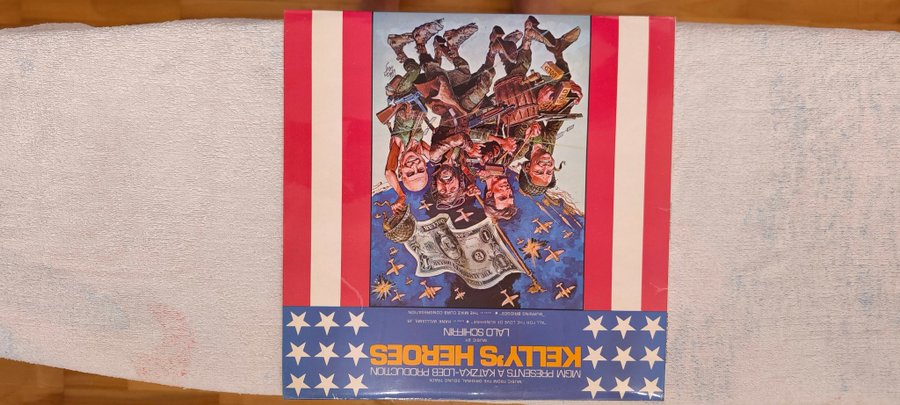 MUSIC FROM THE ORIGINAL SOUND TRACK
MGM PRESENTS A KATZKA-LOEB PRODUCTION
KELLY'S HEROES
MUSIC BY
LALO SCHIFRIN
"ALL FOR THE LOVE OF SUNSHINE" HANK WILLIAMS, JR.
"BURNING BRIDGES" THE MIKE CURB CONGREGATION